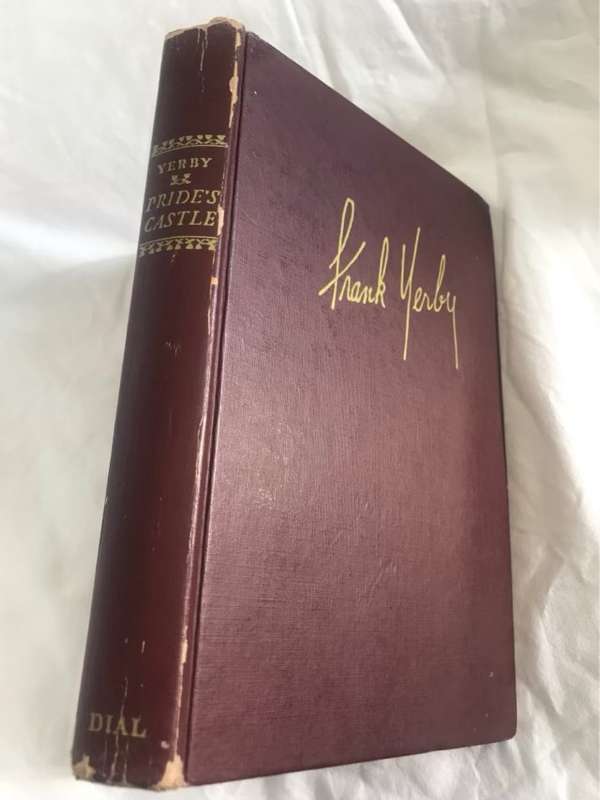 YERBY
PRIDE'S
CASTLE
DIAL
Frank Yerby